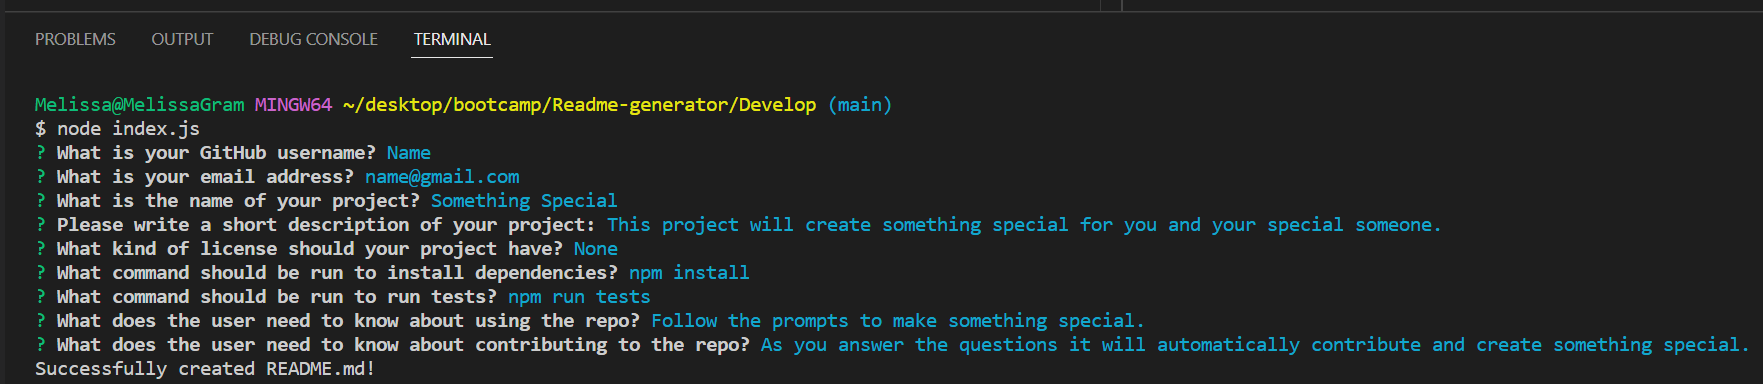 PROBLEMS OUTPUT DEBUG CONSOLE TERMINAL
Melissa@MelissaGram MINGW64 ~/desktop/bootcamp/Readme-generator/Develop (main)
$ node index.js
? What is your GitHub username? Name
? What is your email address? name@gmail.com
? What is the name of your project? Something Special
? Please write a short description of your project: This project will create something special for you and your special someone.
? What kind of license should your project have? None
? What command should be run to install dependencies? npm install
? What command should be run to run tests? npm run tests
? What does the user need to know about using the repo? Follow the prompts to make something special.
? What does the user need to know about contributing to the repo? As you answer the questions it will automatically contribute and create something special.
Successfully created README.md!